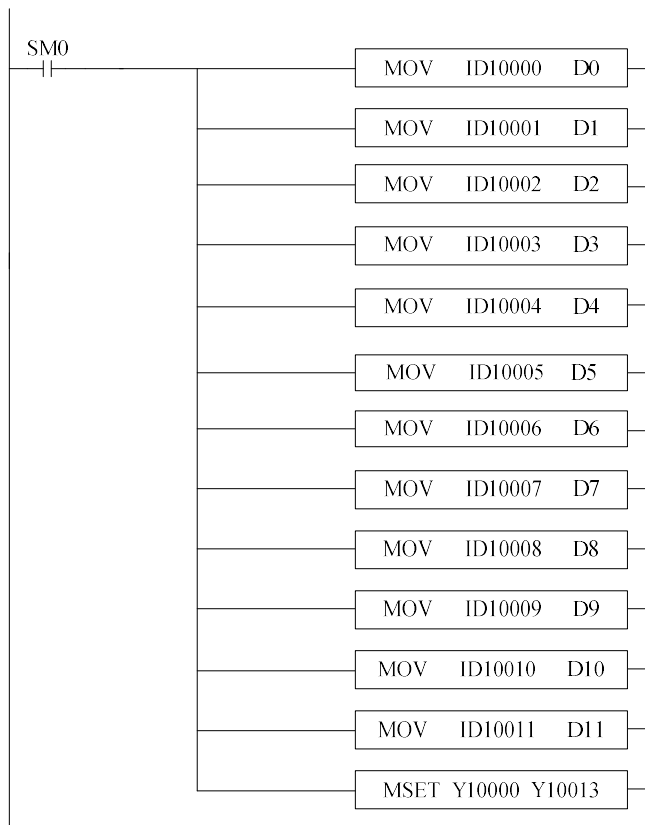 SM0
MOV ID10000 D0
MOV ID10001 D1
MOV ID10002 D2
MOV ID10003 D3
MOV ID10004 D4
MOV ID10005 D5
MOV ID10006 D6
MOV ID10007 D7
MOV ID10008 D8
MOV ID10009 D9
MOV ID10010 D10
MOV ID10011 D11
MSET Y10000 Y10013